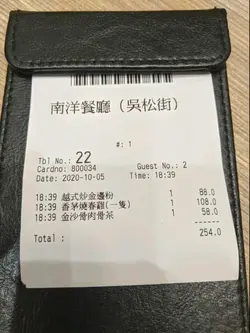 南洋餐廳 (吳松街)
#: 1
Tbl No.: 22
Cardno: 800034 Guest No.: 2
Date: 2020-10-05 Time: 18:39
18:39 越式炒金邊粉 1 88.0
18:39 香茅燒春雞(一隻) 1 108.0
18:39 金沙骨肉骨茶 1 58.0
Total : 254.0